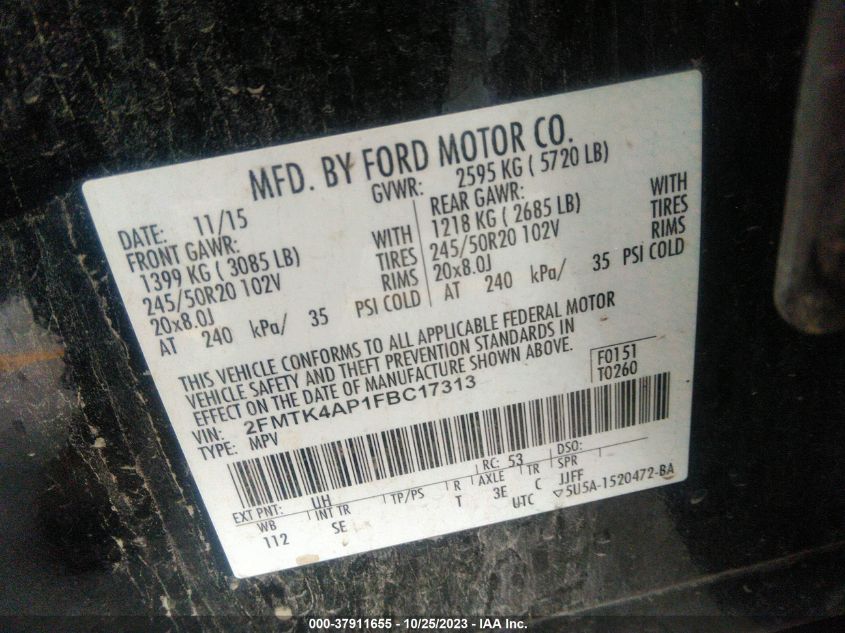 MFD. BY FORD MOTOR CO.
DATE: 11/15
GVWR: 2595 KG ( 5720 LB)
FRONT GAWR:
1399 KG ( 3085 LB) WITH
245/50R20 102V TIRES
20x8.0J RIMS
AT 240 kPa/ 35 PSI COLD
REAR GAWR:
1218 KG ( 2685 LB) WITH
245/50R20 102V TIRES
20x8.0J RIMS
AT 240 kPa/ 35 PSI COLD
THIS VEHICLE CONFORMS TO ALL APPLICABLE FEDERAL MOTOR
VEHICLE SAFETY AND THEFT PREVENTION STANDARDS IN
EFFECT ON THE DATE OF MANUFACTURE SHOWN ABOVE.
VIN: 2FMTK4AP1FBC17313
TYPE: MPV
F0151
T0260
EXT PNT: UH RC: 53 DSO:
WB INT TR TP/PS R AXLE TR SPR
112 SE T 3E C JJFF
UTC ▽5U5A-1520472-BA
000-37911655 - 10/25/2023 - IAA Inc.